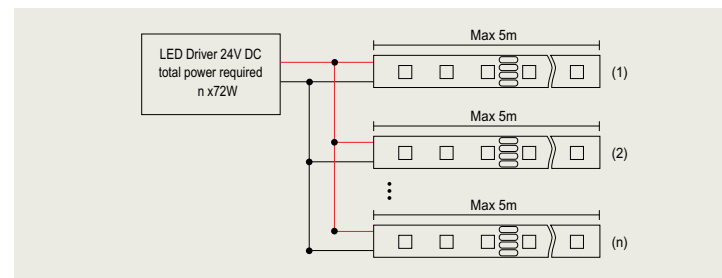 LED Driver 24V DC
total power required
n x72W
Max 5m
(1)
Max 5m
(2)
Max 5m
(n)